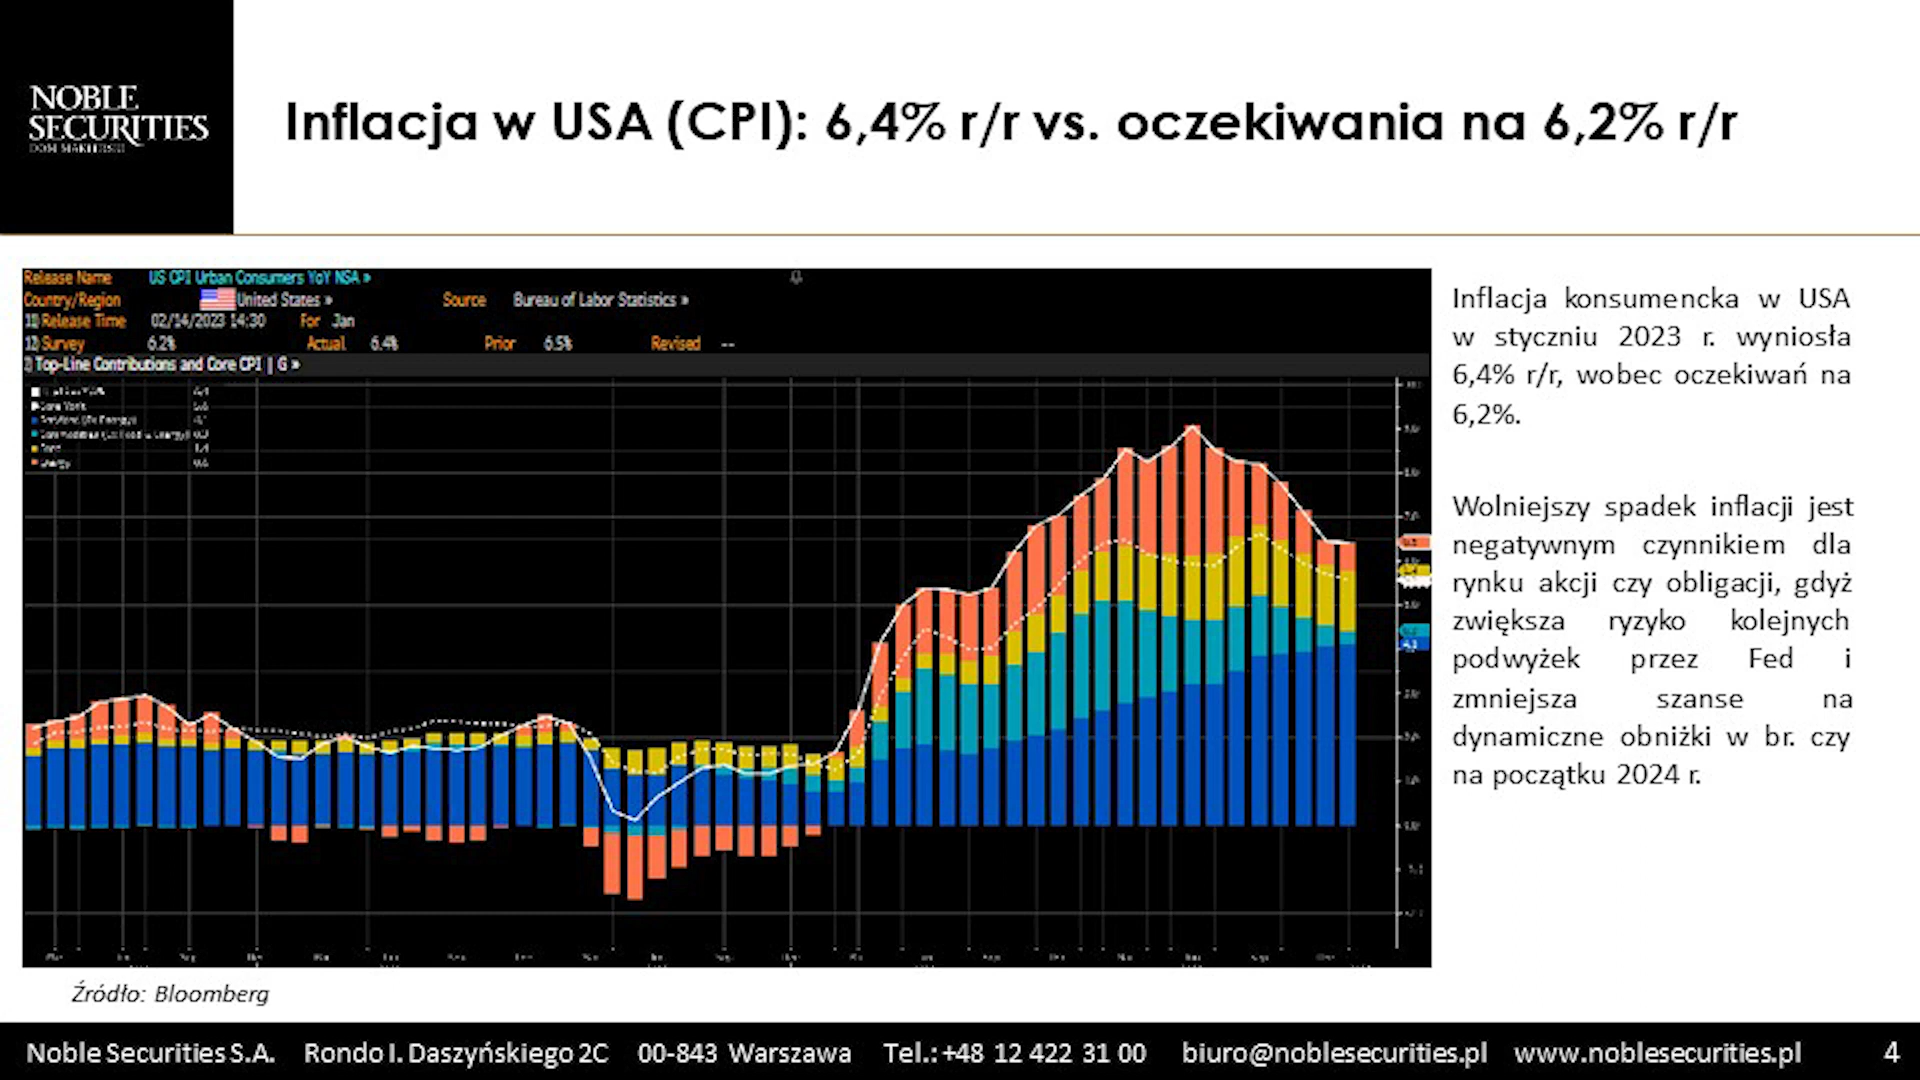 NOBLE
SECURITIES
DOM MAKLERSKI
Inflacja w USA (CPI): 6,4% r/r vs. oczekiwania na 6,2% r/r
Release Name US CPI Urban Consumers YoY NSA »
Country/Region United States » Source Bureau of Labor Statistics »
11) Release Time 02/14/2023 14:30 For Jan
12) Survey 6.2% Actual 6.4% Prior 6.5% Revised --
Top-Line Contributions and Core CPI | G »
Inflacja konsumencka w USA
w styczniu 2023 r. wyniosła
6,4% r/r, wobec oczekiwań na
6,2%.
Wolniejszy spadek inflacji jest
negatywnym czynnikiem dla
rynku akcji czy obligacji, gdyż
zwiększa ryzyko kolejnych
podwyżek przez Fed i
zmniejsza szanse na
dynamiczne obniżki w br. czy
na początku 2024 r.
Źródło: Bloomberg
Noble Securities S.A. Rondo I. Daszyńskiego 2C 00-843 Warszawa Tel.: +48 12 422 31 00 biuro@noblesecurities.pl www.noblesecurities.pl 4